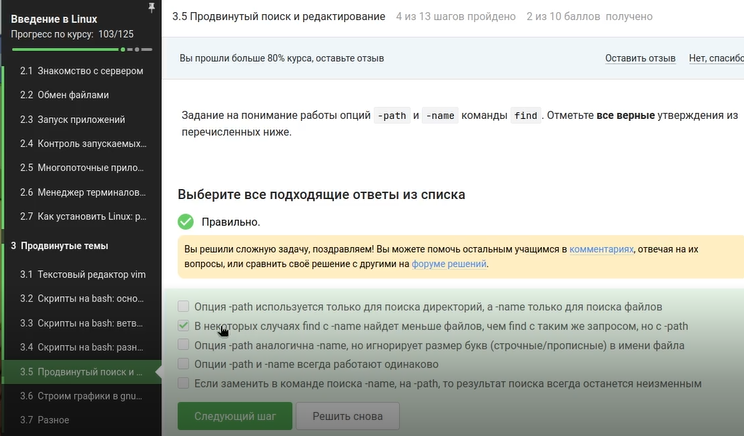 Введение в Linux
Прогресс по курсу: 103/125
2.1 Знакомство с сервером
2.2 Обмен файлами
2.3 Запуск приложений
2.4 Контроль запускаемых...
2.5 Многопоточные прило...
2.6 Менеджер терминалов...
2.7 Как установить Linux: р...
3 Продвинутые темы
3.1 Текстовый редактор vim
3.2 Скрипты на bash: осно...
3.3 Скрипты на bash: ветв...
3.4 Скрипты на bash: разн...
3.5 Продвинутый поиск и ...
3.6 Строим графики в gnu...
3.7 Разное
3.5 Продвинутый поиск и редактирование 4 из 13 шагов пройдено 2 из 10 баллов получено
Вы прошли больше 80% курса, оставьте отзыв Оставить отзыв Нет, спасибо
Задание на понимание работы опций -path и -name команды find. Отметьте все верные утверждения из
перечисленных ниже.
Выберите все подходящие ответы из списка
Правильно.
Вы решили сложную задачу, поздравляем! Вы можете помочь остальным учащимся в комментариях, отвечая на их
вопросы, или сравнить своё решение с другими на форуме решений.
Опция -path используется только для поиска директорий, а -name только для поиска файлов
В некоторых случаях find с -name найдет меньше файлов, чем find с таким же запросом, но с -path
Опция -path аналогична -name, но игнорирует размер букв (строчные/прописные) в имени файла
Опции -path и -name всегда работают одинаково
Если заменить в команде поиска -name, на -path, то результат поиска всегда останется неизменным
Следующий шаг Решить снова